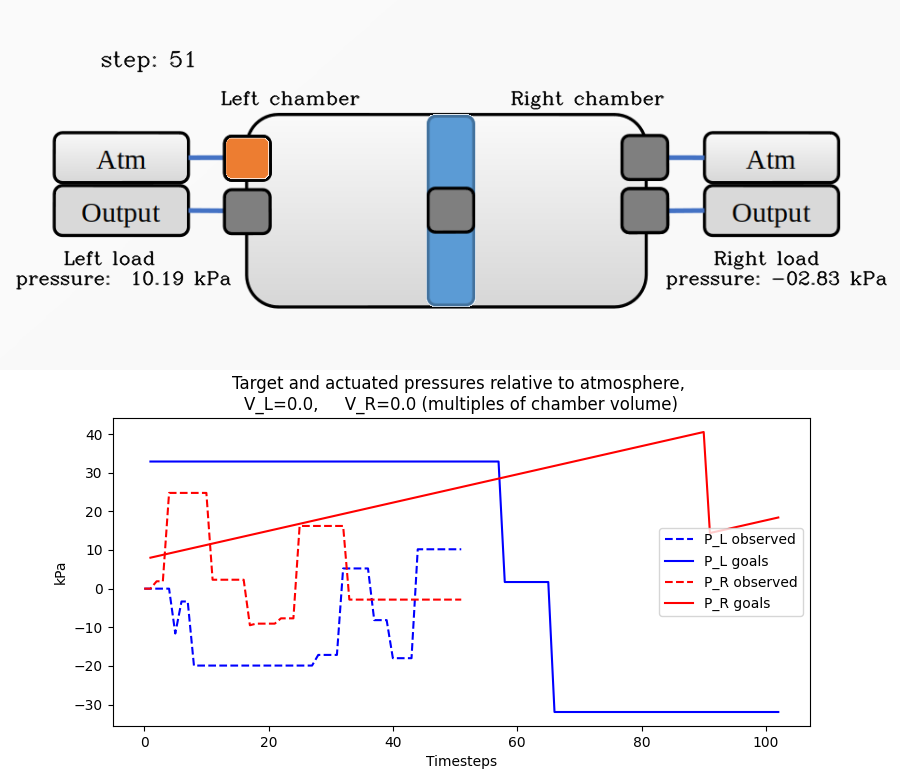 step: 51
Left chamber
Right chamber
Atm
Atm
Output
Output
Left load
pressure:  10.19 kPa
Right load
pressure: −02.83 kPa
Target and actuated pressures relative to atmosphere,
V_L=0.0,     V_R=0.0 (multiples of chamber volume)
40
30
20
10
0
−10
−20
−30
kPa
P_L observed
P_L goals
P_R observed
P_R goals
0
20
40
60
80
100
Timesteps